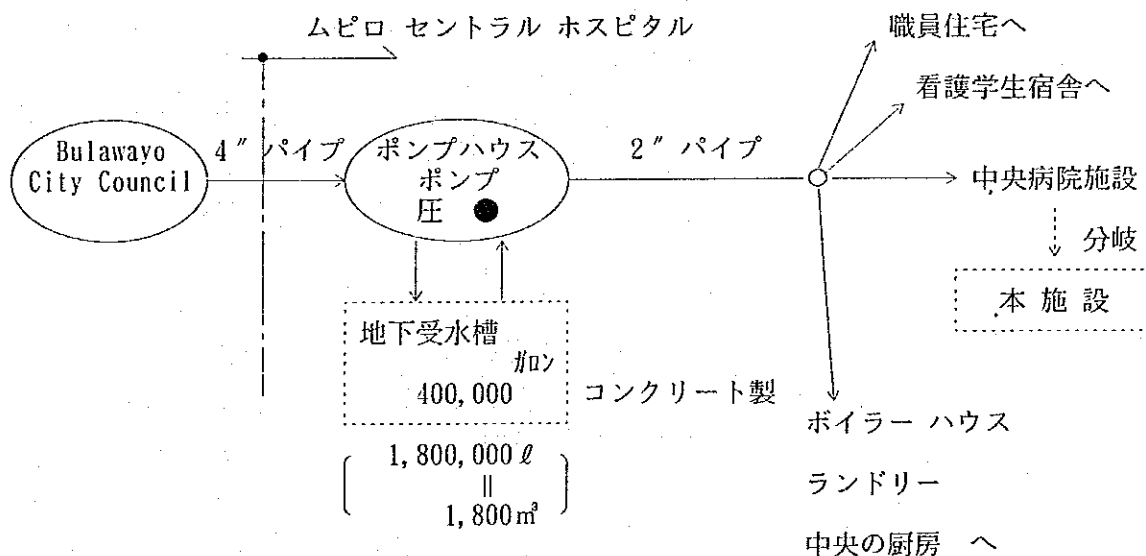 ムピロ セントラル ホスピタル
職員住宅へ
看護学生宿舎へ
Bulawayo
City Council
4″ パイプ
ポンプハウス
ポンプ
圧
2″ パイプ
中央病院施設
分岐
本 施 設
地下受水槽
ガロン
400,000
コンクリート製
1,800,000ℓ
‖
1,800㎥
ボイラー ハウス
ランドリー
中央の厨房 へ